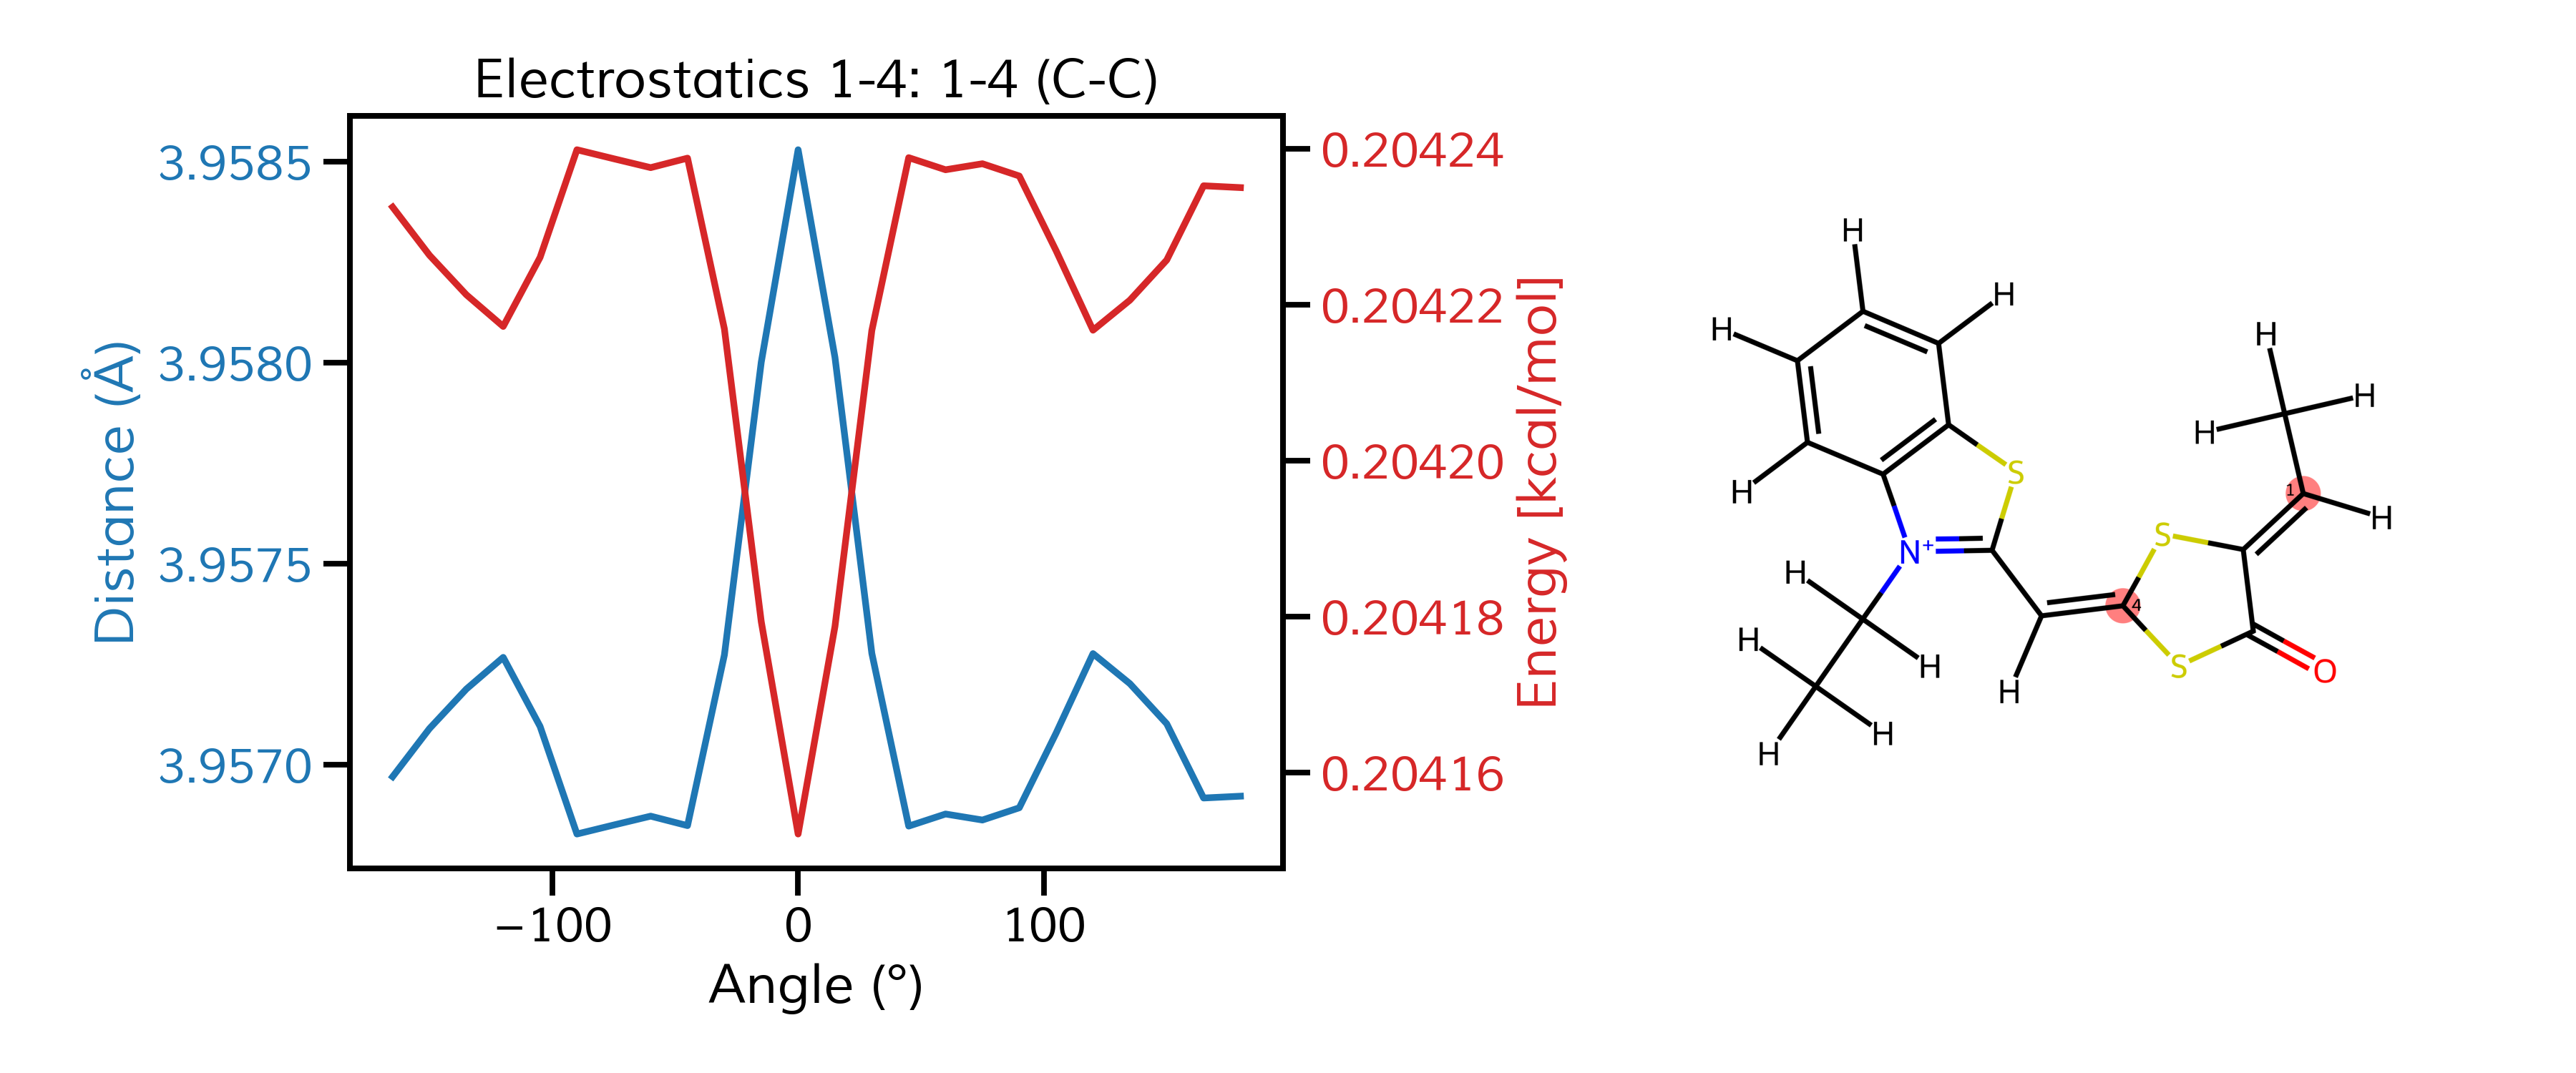 Electrostatics 1-4: 1-4 (C-C)
3.9585
3.9580
3.9575
3.9570
Distance (Å)
−100
0
100
Angle (°)
0.20424
0.20422
0.20420
0.20418
0.20416
Energy [kcal/mol]
H
H
H
H
H
H
H
S
H
1
H
S
N+
H
4
H
H
S
O
H
H
H